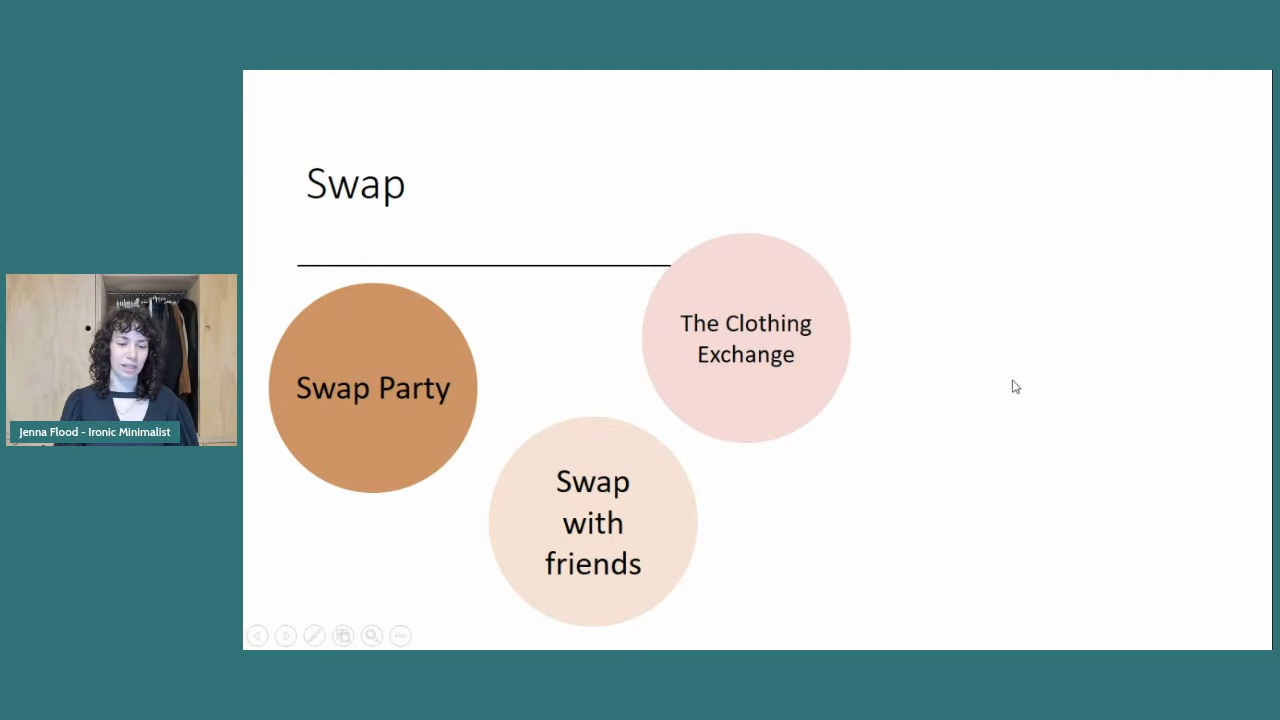 Swap
The Clothing
Exchange
Swap Party
Swap
with
friends
Jenna Flood - Ironic Minimalist